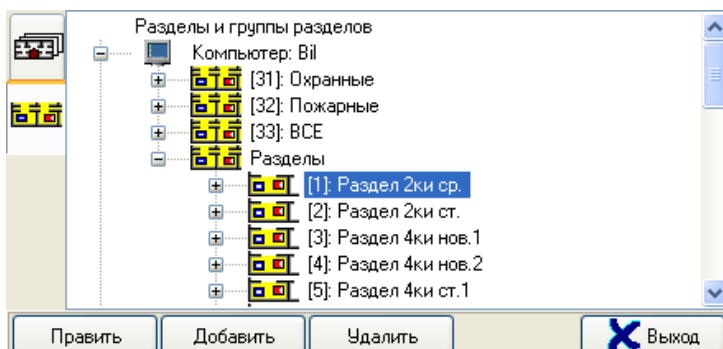 Разделы и группы разделов
Компьютер: Bil
[31]: Охранные
[32]: Пожарные
[33]: ВСЕ
Разделы
[1]: Раздел 2ки ср.
[2]: Раздел 2ки ст.
[3]: Раздел 4ки нов.1
[4]: Раздел 4ки нов.2
[5]: Раздел 4ки ст.1
Править Добавить Удалить Выход